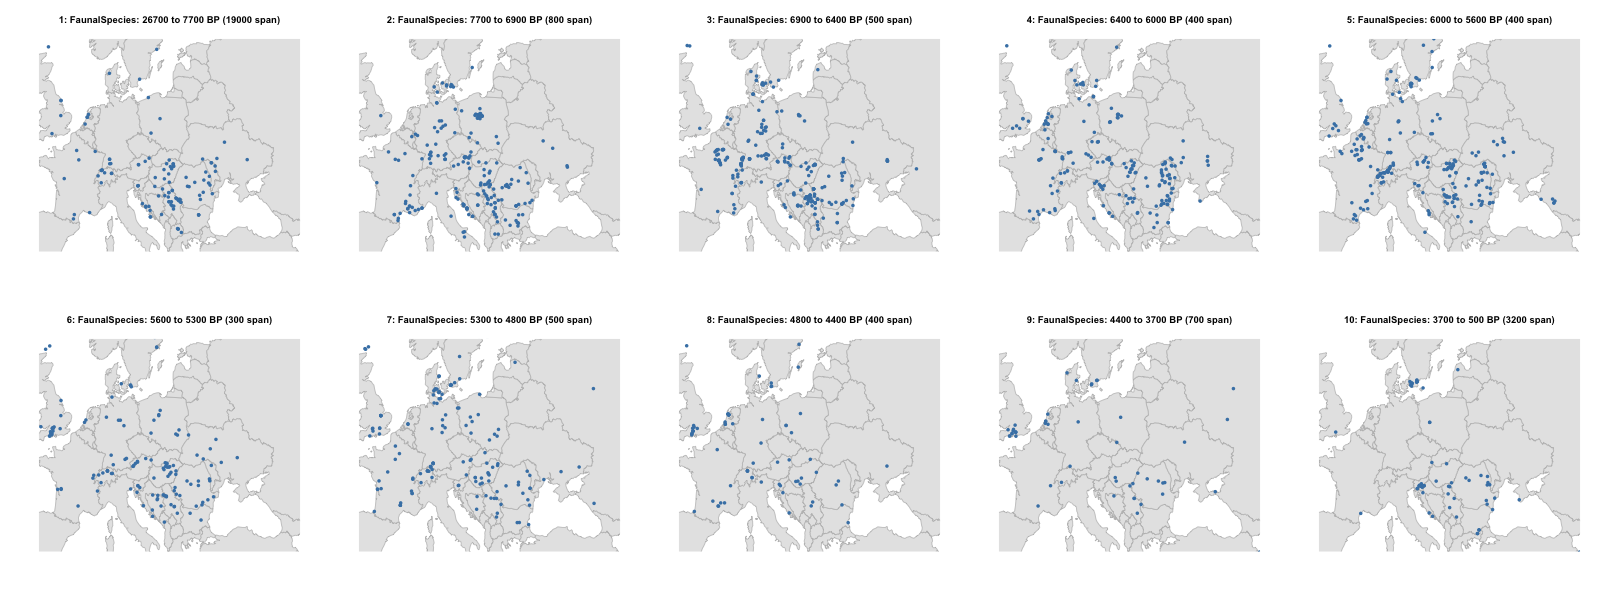 1: FaunalSpecies: 26700 to 7700 BP (19000 span)
2: FaunalSpecies: 7700 to 6900 BP (800 span)
3: FaunalSpecies: 6900 to 6400 BP (500 span)
4: FaunalSpecies: 6400 to 6000 BP (400 span)
5: FaunalSpecies: 6000 to 5600 BP (400 span)
6: FaunalSpecies: 5600 to 5300 BP (300 span)
7: FaunalSpecies: 5300 to 4800 BP (500 span)
8: FaunalSpecies: 4800 to 4400 BP (400 span)
9: FaunalSpecies: 4400 to 3700 BP (700 span)
10: FaunalSpecies: 3700 to 500 BP (3200 span)